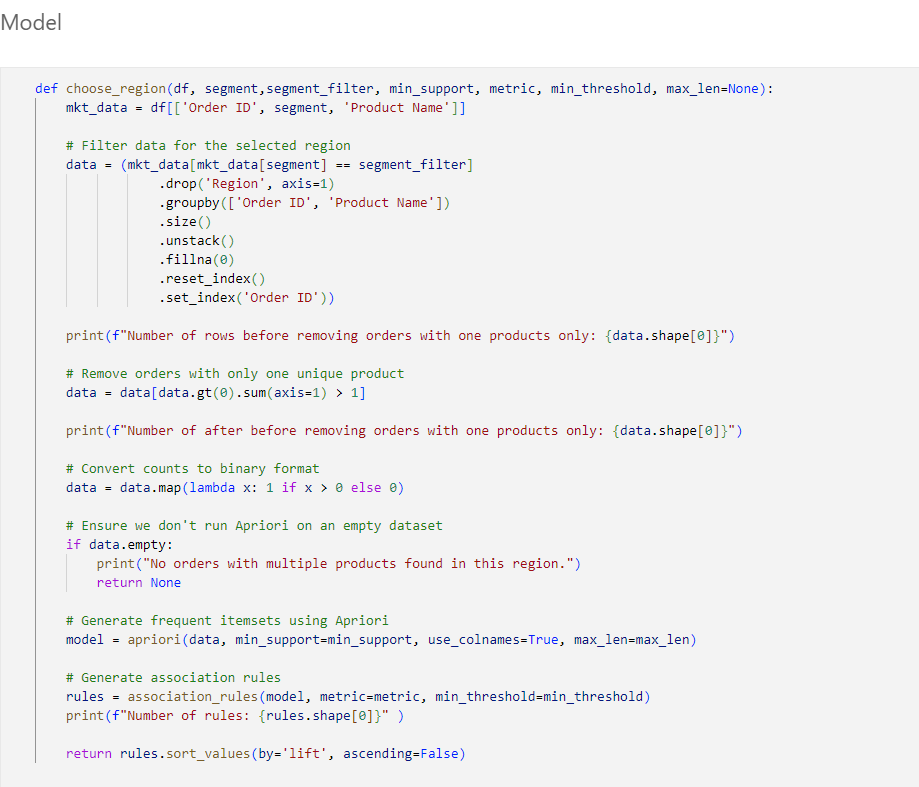 Model
def choose_region(df, segment,segment_filter, min_support, metric, min_threshold, max_len=None):
    mkt_data = df[['Order ID', segment, 'Product Name']]

    # Filter data for the selected region
    data = (mkt_data[mkt_data[segment] == segment_filter]
                .drop('Region', axis=1)
                .groupby(['Order ID', 'Product Name'])
                .size()
                .unstack()
                .fillna(0)
                .reset_index()
                .set_index('Order ID'))

    print(f"Number of rows before removing orders with one products only: {data.shape[0]}")

    # Remove orders with only one unique product
    data = data[data.gt(0).sum(axis=1) > 1]

    print(f"Number of after before removing orders with one products only: {data.shape[0]}")

    # Convert counts to binary format
    data = data.map(lambda x: 1 if x > 0 else 0)

    # Ensure we don't run Apriori on an empty dataset
    if data.empty:
        print("No orders with multiple products found in this region.")
        return None

    # Generate frequent itemsets using Apriori
    model = apriori(data, min_support=min_support, use_colnames=True, max_len=max_len)

    # Generate association rules
    rules = association_rules(model, metric=metric, min_threshold=min_threshold)
    print(f"Number of rules: {rules.shape[0]}" )

    return rules.sort_values(by='lift', ascending=False)